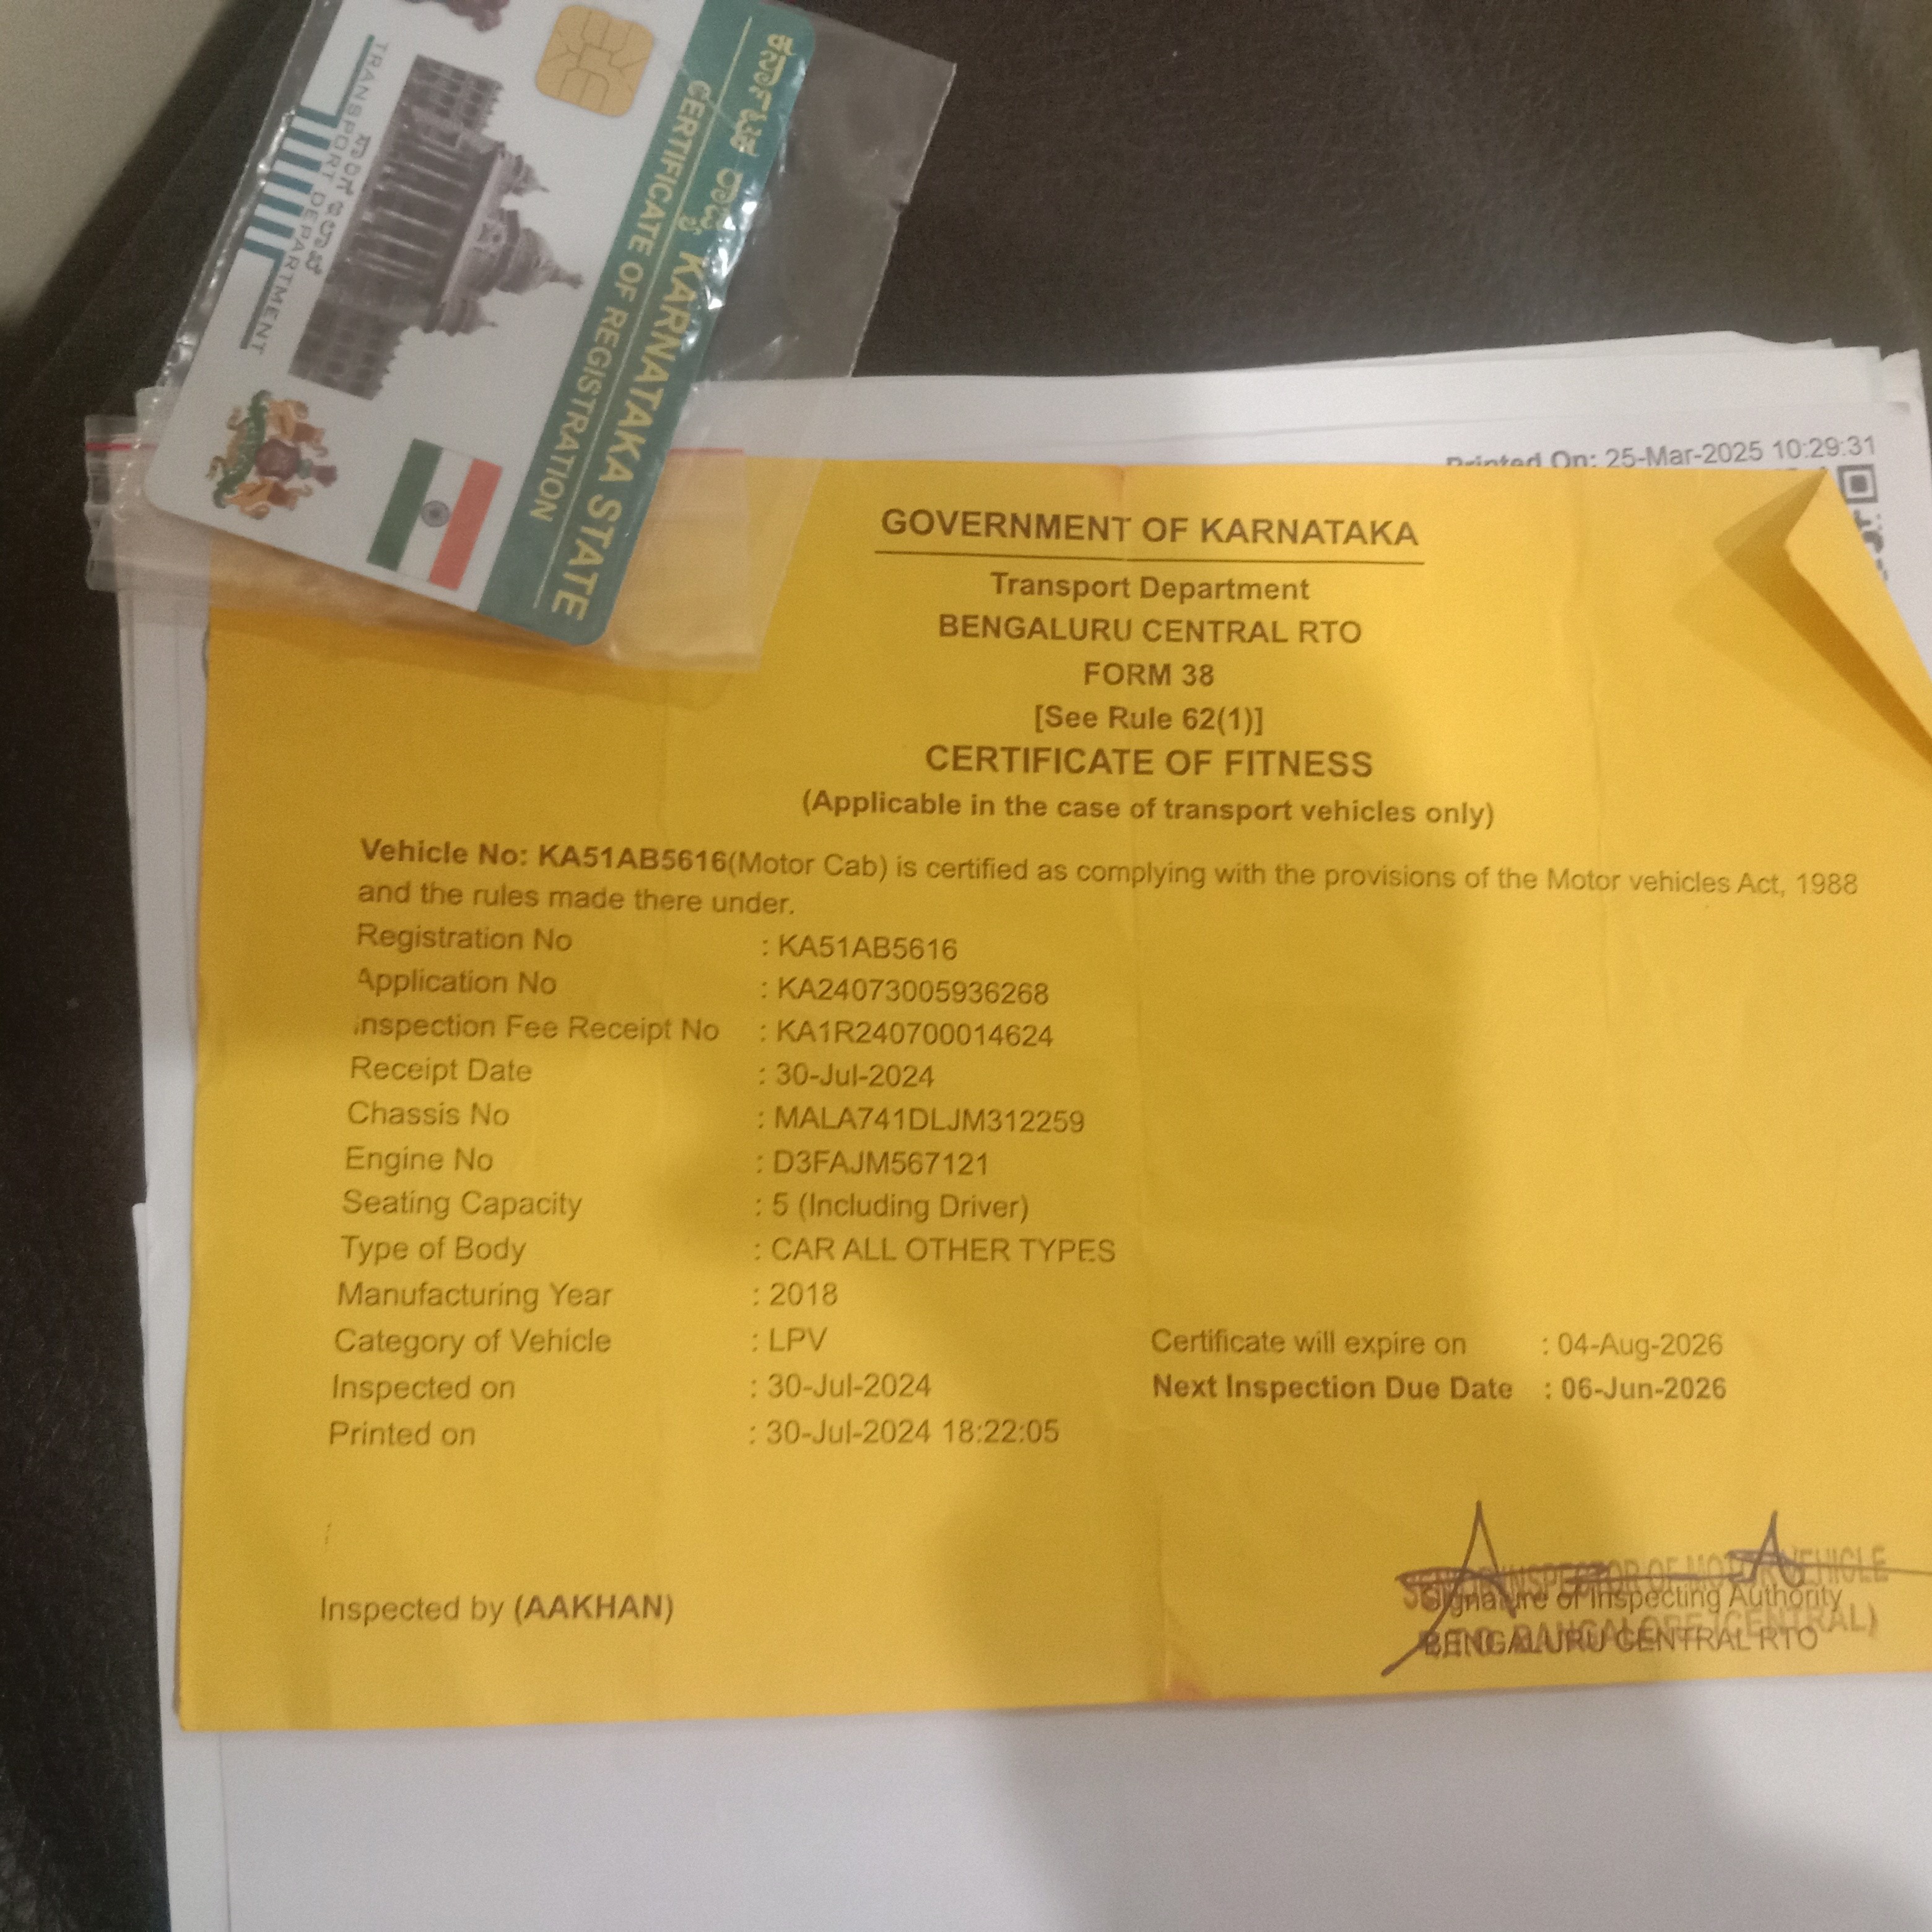 ಕರ್ನಾಟಕ ರಾಜ್ಯ KARNATAKA STATE
CERTIFICATE OF REGISTRATION
ಸಾರಿಗೆ ಇಲಾಖೆ
TRANSPORT DEPARTMENT
Printed On: 25-Mar-2025 10:29:31
GOVERNMENT OF KARNATAKA
Transport Department
BENGALURU CENTRAL RTO
FORM 38
[See Rule 62(1)]
CERTIFICATE OF FITNESS
(Applicable in the case of transport vehicles only)
Vehicle No: KA51AB5616(Motor Cab) is certified as complying with the provisions of the Motor vehicles Act, 1988
and the rules made there under.
Registration No : KA51AB5616
Application No : KA24073005936268
Inspection Fee Receipt No : KA1R240700014624
Receipt Date : 30-Jul-2024
Chassis No : MALA741DLJM312259
Engine No : D3FAJM567121
Seating Capacity : 5 (Including Driver)
Type of Body : CAR ALL OTHER TYPES
Manufacturing Year : 2018
Category of Vehicle : LPV Certificate will expire on : 04-Aug-2026
Inspected on : 30-Jul-2024 Next Inspection Due Date : 06-Jun-2026
Printed on : 30-Jul-2024 18:22:05
SENIOR INSPECTOR OF MOTOR VEHICLE
Inspected by (AAKHAN) Signature of Inspecting Authority
R.T.O. BANGALORE (CENTRAL)
BENGALURU CENTRAL RTO